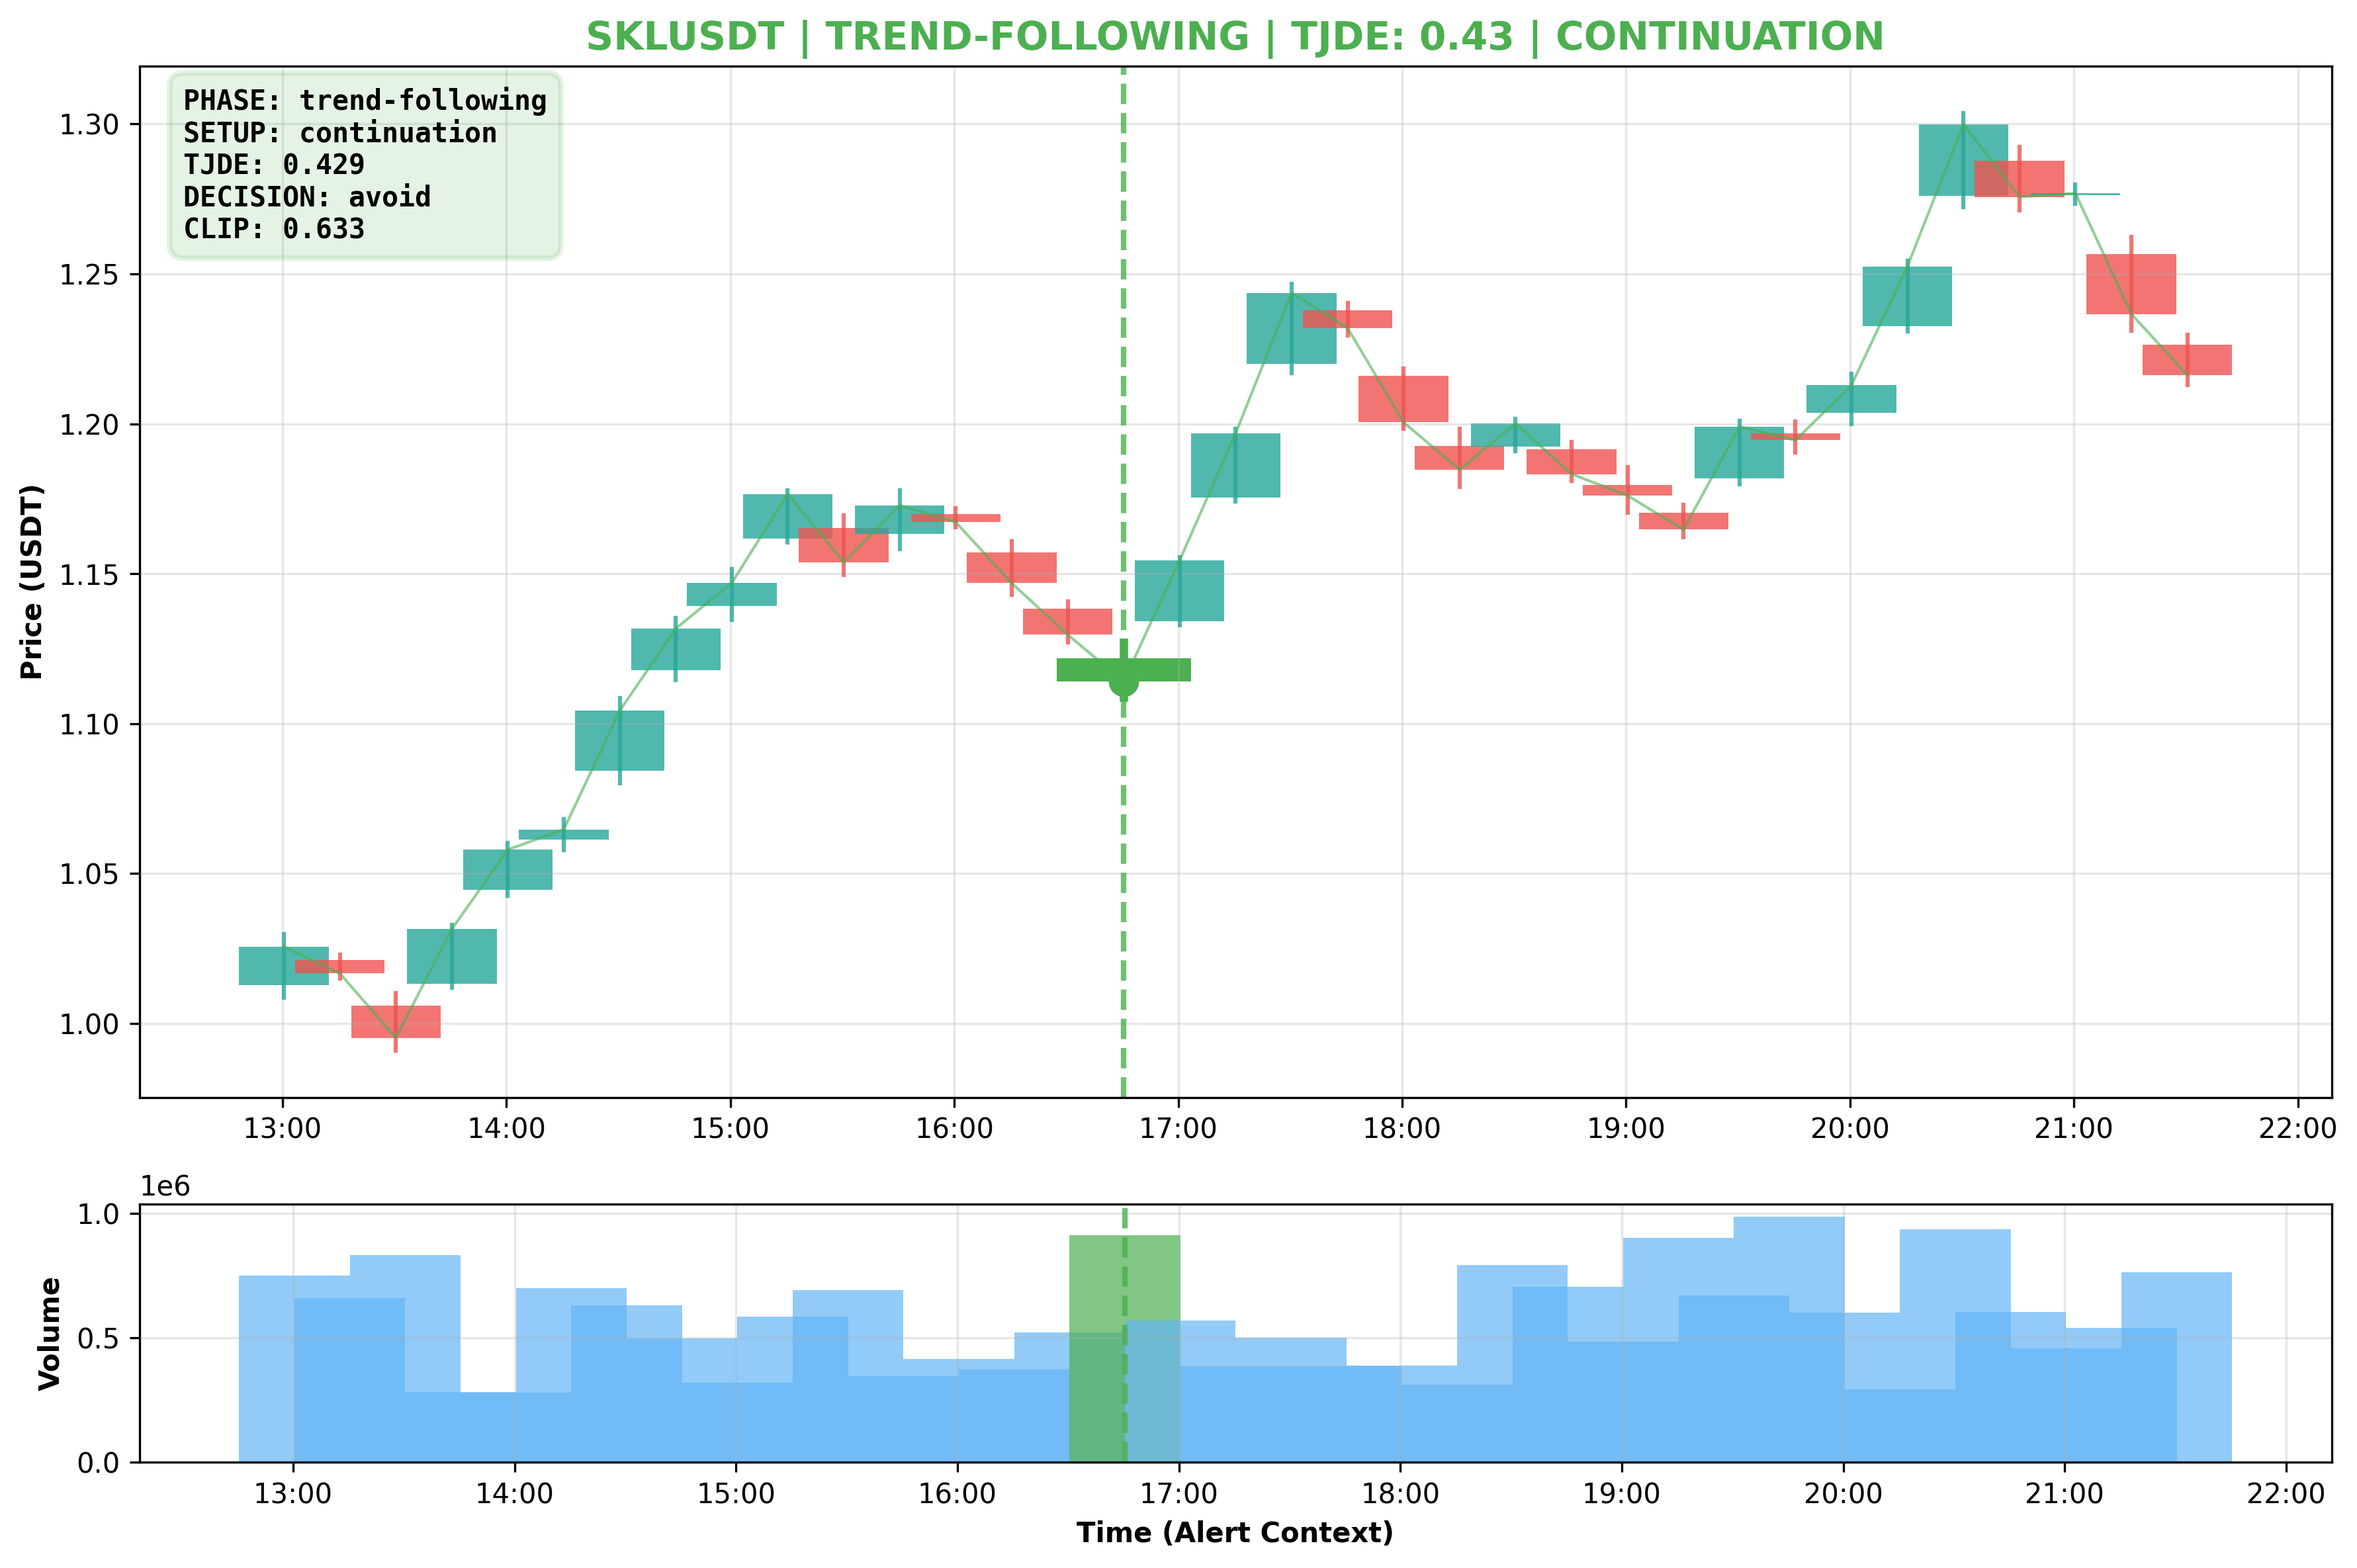 SKLUSDT | TREND-FOLLOWING | TJDE: 0.43 | CONTINUATION
PHASE: trend-following
SETUP: continuation
TJDE: 0.429
DECISION: avoid
CLIP: 0.633
Price (USDT)
1.30
1.25
1.20
1.15
1.10
1.05
1.00
13:00 14:00 15:00 16:00 17:00 18:00 19:00 20:00 21:00 22:00
1e6
Volume
1.0
0.5
0.0
13:00 14:00 15:00 16:00 17:00 18:00 19:00 20:00 21:00 22:00
Time (Alert Context)